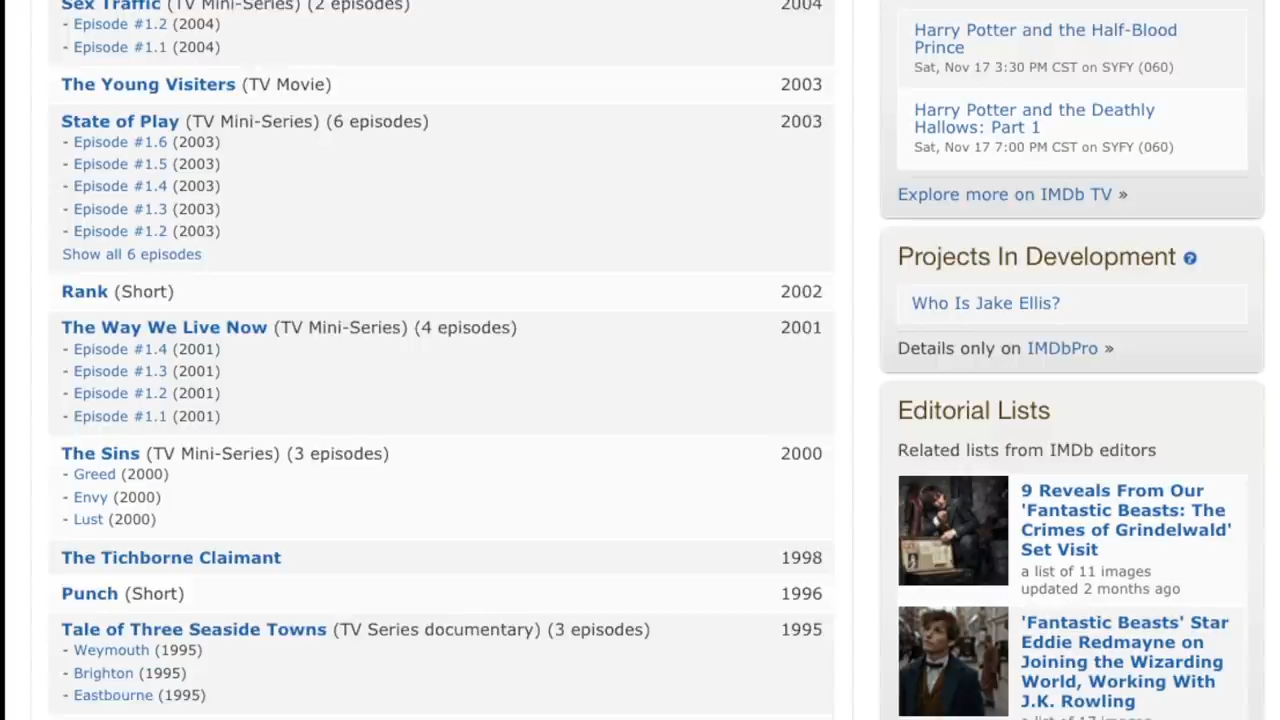 Sex Traffic (TV Mini-Series) (2 episodes) 2004
- Episode #1.2 (2004)
- Episode #1.1 (2004)
The Young Visiters (TV Movie) 2003
State of Play (TV Mini-Series) (6 episodes) 2003
- Episode #1.6 (2003)
- Episode #1.5 (2003)
- Episode #1.4 (2003)
- Episode #1.3 (2003)
- Episode #1.2 (2003)
Show all 6 episodes
Rank (Short) 2002
The Way We Live Now (TV Mini-Series) (4 episodes) 2001
- Episode #1.4 (2001)
- Episode #1.3 (2001)
- Episode #1.2 (2001)
- Episode #1.1 (2001)
The Sins (TV Mini-Series) (3 episodes) 2000
- Greed (2000)
- Envy (2000)
- Lust (2000)
The Tichborne Claimant 1998
Punch (Short) 1996
Tale of Three Seaside Towns (TV Series documentary) (3 episodes) 1995
- Weymouth (1995)
- Brighton (1995)
- Eastbourne (1995)
Harry Potter and the Half-Blood
Prince
Sat, Nov 17 3:30 PM CST on SYFY (060)
Harry Potter and the Deathly
Hallows: Part 1
Sat, Nov 17 7:00 PM CST on SYFY (060)
Explore more on IMDb TV »
Projects In Development ?
Who Is Jake Ellis?
Details only on IMDbPro »
Editorial Lists
Related lists from IMDb editors
9 Reveals From Our
'Fantastic Beasts: The
Crimes of Grindelwald'
Set Visit
a list of 11 images
updated 2 months ago
'Fantastic Beasts' Star
Eddie Redmayne on
Joining the Wizarding
World, Working With
J.K. Rowling
a list of 17 images